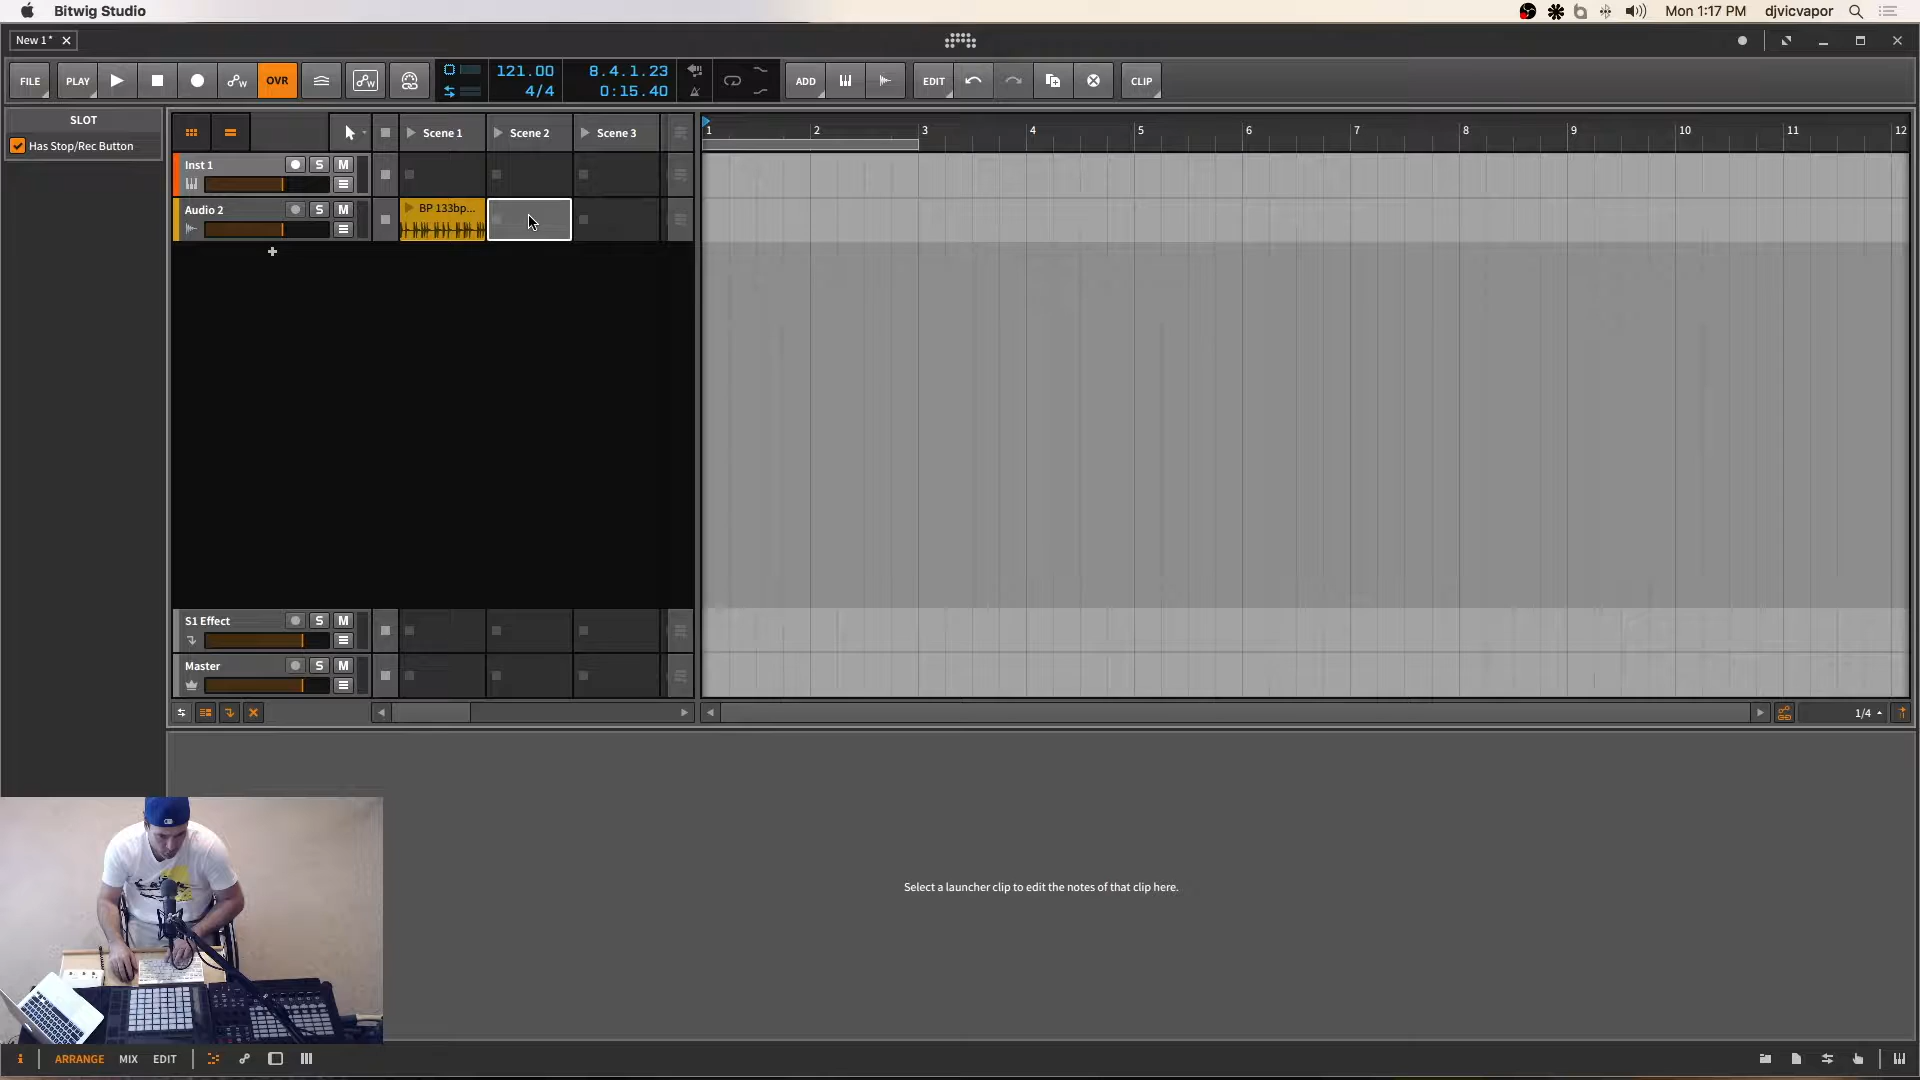 Bitwig Studio
Mon 1:17 PM
djvicvapor
New 1*
FILE
PLAY
OVR
121.00
4/4
8.4.1.23
0:15.40
ADD
EDIT
CLIP
SLOT
Has Stop/Rec Button
Scene 1
Scene 2
Scene 3
1
2
3
4
5
6
7
8
9
10
11
12
Inst 1
S
M
Audio 2
S
M
BP 133bp...
S1 Effect
S
M
Master
S
M
1/4
Select a launcher clip to edit the notes of that clip here.
i
ARRANGE
MIX
EDIT